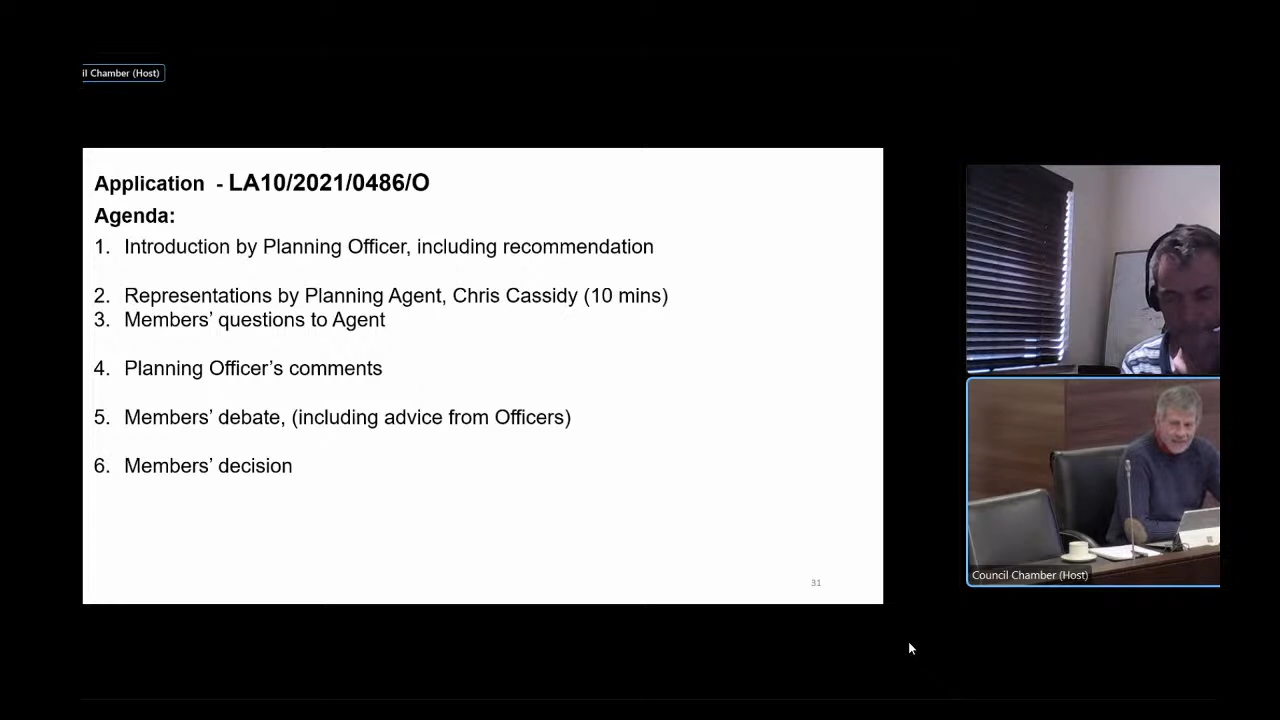 il Chamber (Host)
Application - LA10/2021/0486/O
Agenda:
1. Introduction by Planning Officer, including recommendation
2. Representations by Planning Agent, Chris Cassidy (10 mins)
3. Members’ questions to Agent
4. Planning Officer’s comments
5. Members’ debate, (including advice from Officers)
6. Members’ decision
31
Council Chamber (Host)